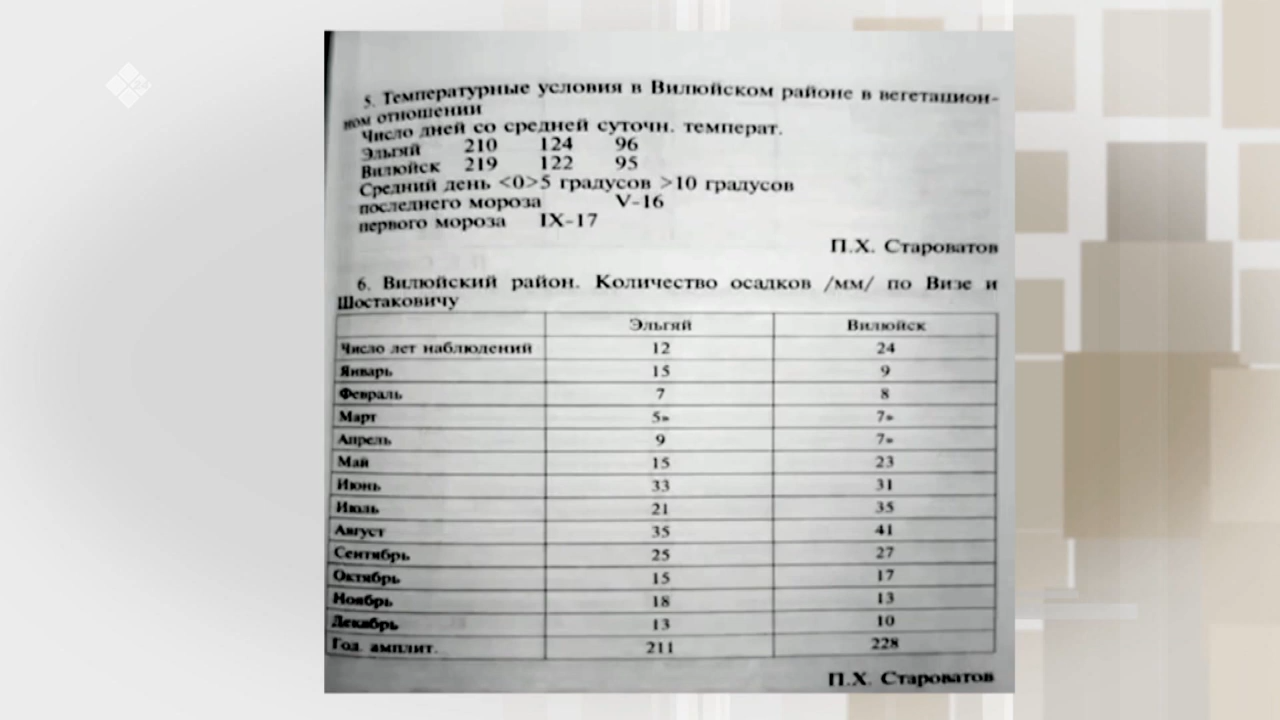 5. Температурные условия в Вилюйском районе в вегетацион-
ном отношении
Число дней со средней суточн. температ.
Эльгяй 210 124 96
Вилюйск 219 122 95
Средний день <0>5 градусов >10 градусов
последнего мороза V-16
первого мороза IX-17
П.Х. Староватов
6. Вилюйский район. Количество осадков /мм/ по Визе и
Шостаковичу
Эльгяй Вилюйск
Число лет наблюдений 12 24
Январь 15 9
Февраль 7 8
Март 5» 7»
Апрель 9 7»
Май 15 23
Июнь 33 31
Июль 21 35
Август 35 41
Сентябрь 25 27
Октябрь 15 17
Ноябрь 18 13
Декабрь 13 10
Год. амплит. 211 228
П.Х. Староватов